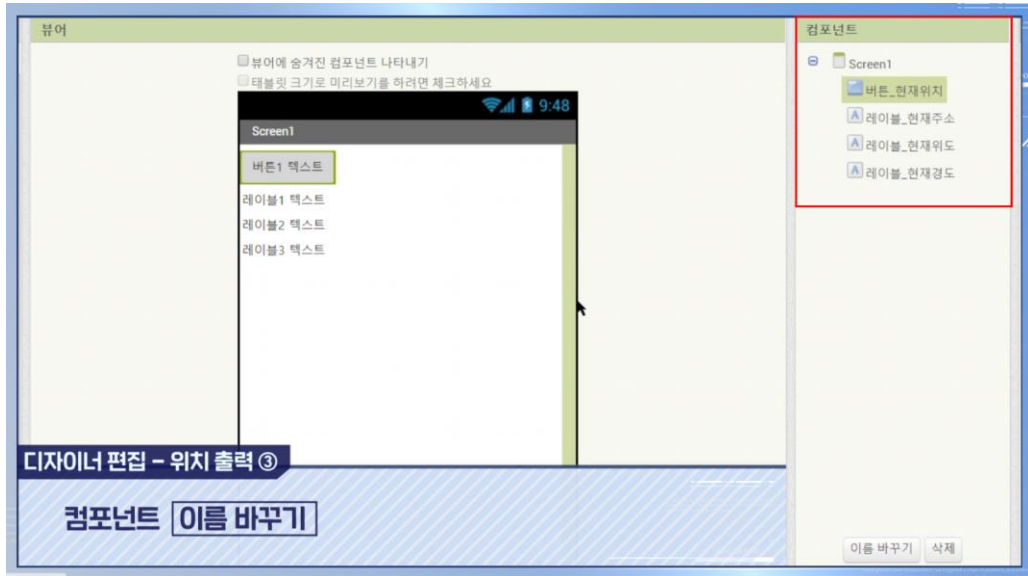 뷰어
뷰어에 숨겨진 컴포넌트 나타내기
태블릿 크기로 미리보기를 하려면 체크하세요
9:48
Screen1
버튼1 텍스트
레이블1 텍스트
레이블2 텍스트
레이블3 텍스트
컴포넌트
Screen1
버튼_현재위치
레이블_현재주소
레이블_현재위도
레이블_현재경도
이름 바꾸기 삭제
디자이너 편집 – 위치 출력 ③
컴포넌트 이름 바꾸기